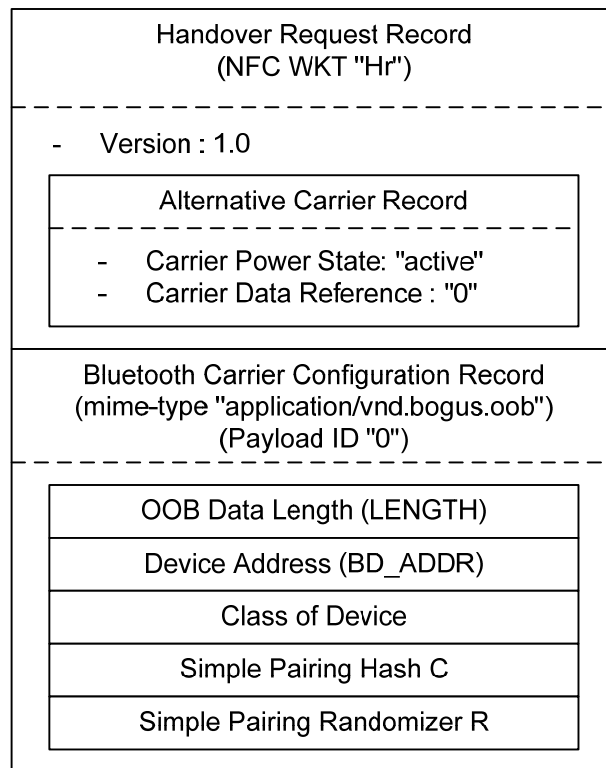 Handover Request Record
(NFC WKT "Hr")
- Version : 1.0
Alternative Carrier Record
- Carrier Power State: "active"
- Carrier Data Reference : "0"
Bluetooth Carrier Configuration Record
(mime-type "application/vnd.bogus.oob")
(Payload ID "0")
OOB Data Length (LENGTH)
Device Address (BD_ADDR)
Class of Device
Simple Pairing Hash C
Simple Pairing Randomizer R